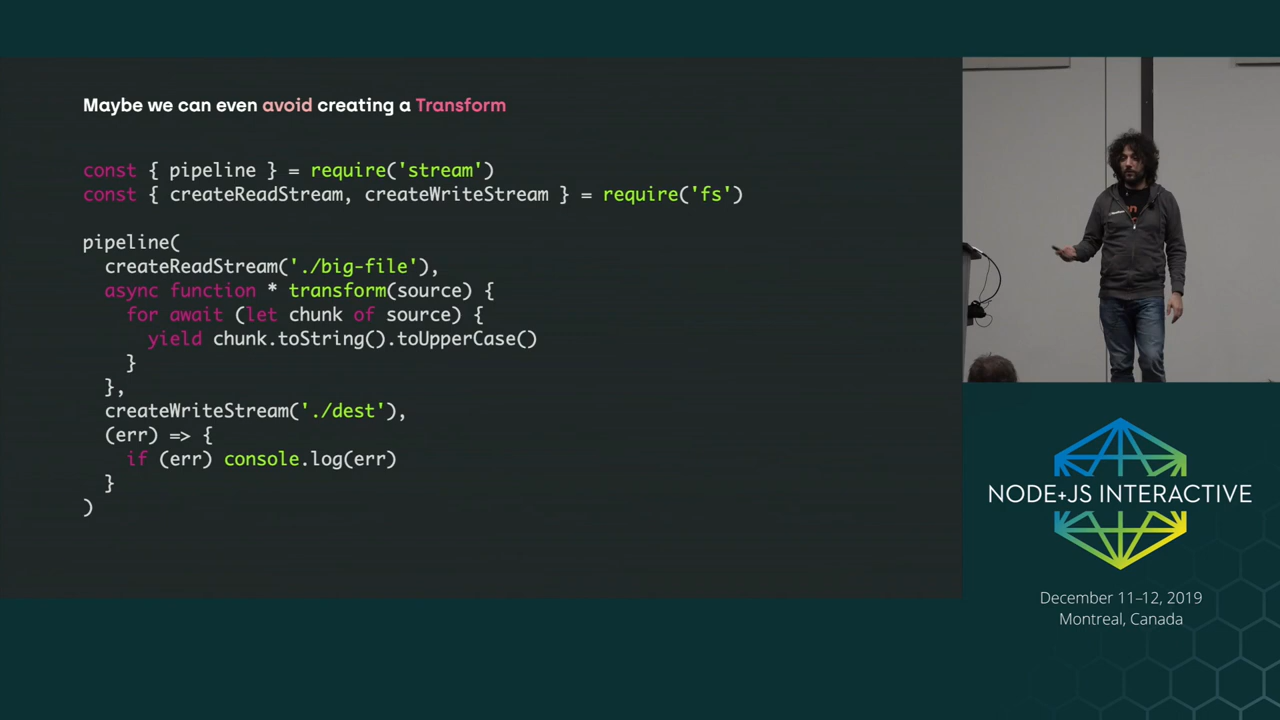 Maybe we can even avoid creating a Transform
const { pipeline } = require('stream')
const { createReadStream, createWriteStream } = require('fs')
pipeline(
createReadStream('./big-file'),
async function * transform(source) {
for await (let chunk of source) {
yield chunk.toString().toUpperCase()
}
},
createWriteStream('./dest'),
(err) => {
if (err) console.log(err)
}
)
NODE+JS INTERACTIVE
December 11–12, 2019
Montreal, Canada